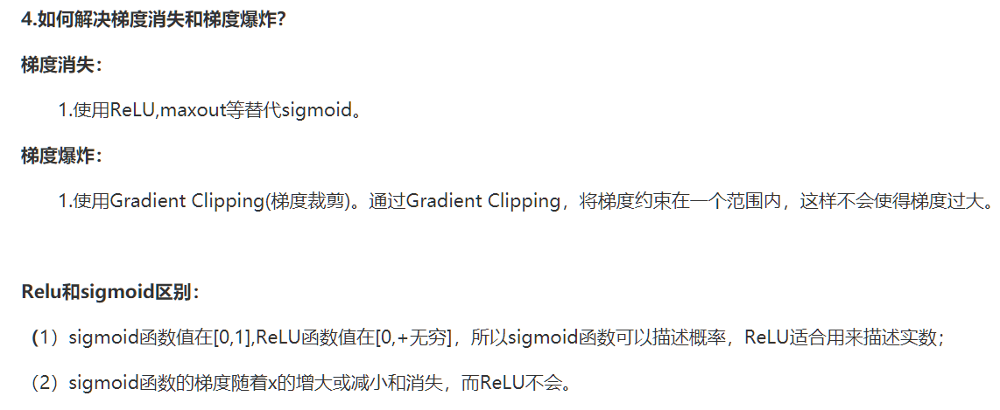 4.如何解决梯度消失和梯度爆炸?
梯度消失：
1.使用ReLU,maxout等替代sigmoid。
梯度爆炸：
1.使用Gradient Clipping(梯度裁剪)。通过Gradient Clipping，将梯度约束在一个范围内，这样不会使得梯度过大。
Relu和sigmoid区别：
（1）sigmoid函数值在[0,1],ReLU函数值在[0,+无穷]，所以sigmoid函数可以描述概率，ReLU适合用来描述实数；
（2）sigmoid函数的梯度随着x的增大或减小和消失，而ReLU不会。